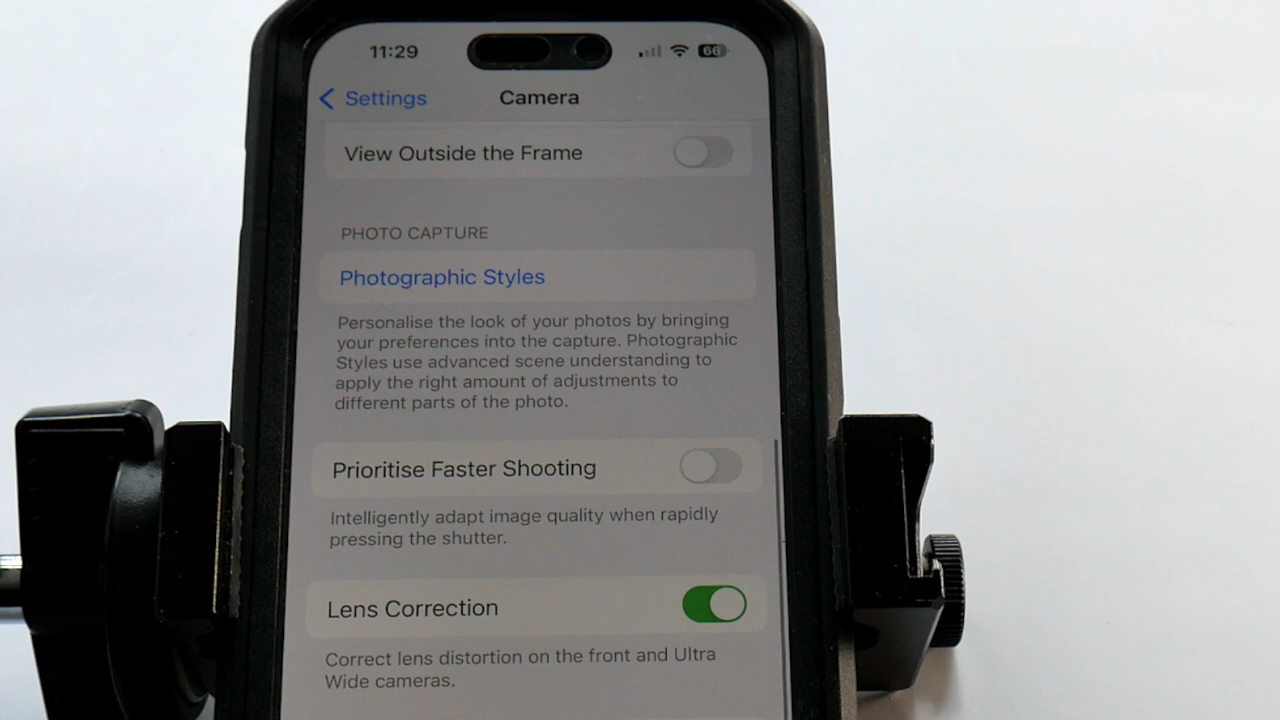 11:29
66
Settings
Camera
View Outside the Frame
PHOTO CAPTURE
Photographic Styles
Personalise the look of your photos by bringing
your preferences into the capture. Photographic
Styles use advanced scene understanding to
apply the right amount of adjustments to
different parts of the photo.
Prioritise Faster Shooting
Intelligently adapt image quality when rapidly
pressing the shutter.
Lens Correction
Correct lens distortion on the front and Ultra
Wide cameras.